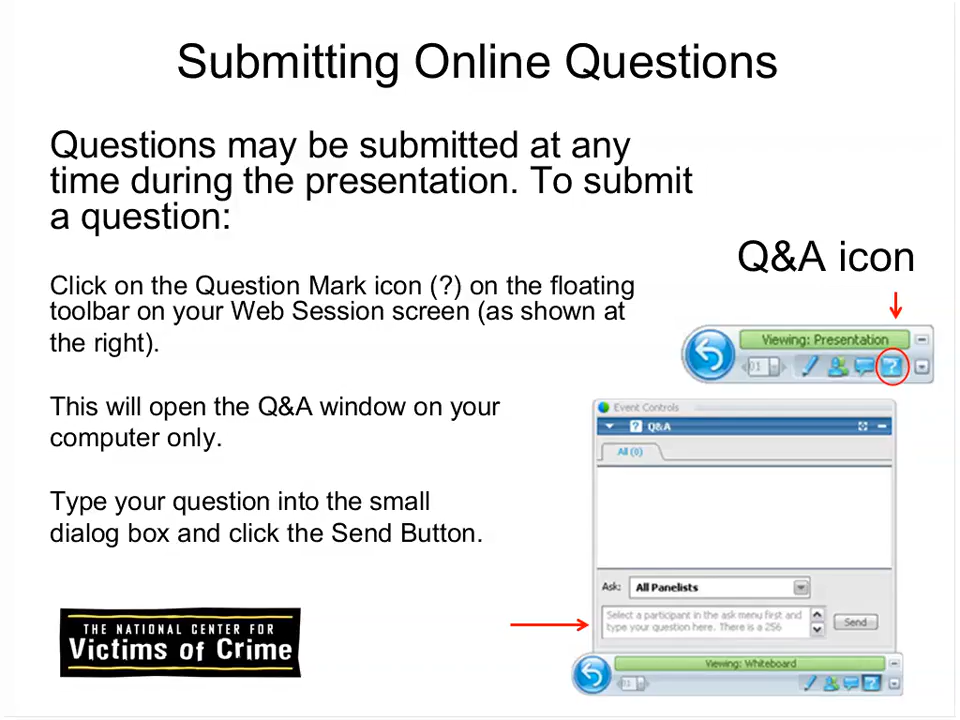 Submitting Online Questions
Questions may be submitted at any
time during the presentation. To submit
a question:
Q&A icon
Click on the Question Mark icon (?) on the floating
toolbar on your Web Session screen (as shown at
the right).
Viewing: Presentation
01
This will open the Q&A window on your
computer only.
Event Controls
? Q&A
All (0)
Type your question into the small
dialog box and click the Send Button.
Ask: All Panelists
Select a participant in the ask menu first and
type your question here. There is a 256
Send
THE NATIONAL CENTER FOR
Victims of Crime
Viewing: Whiteboard